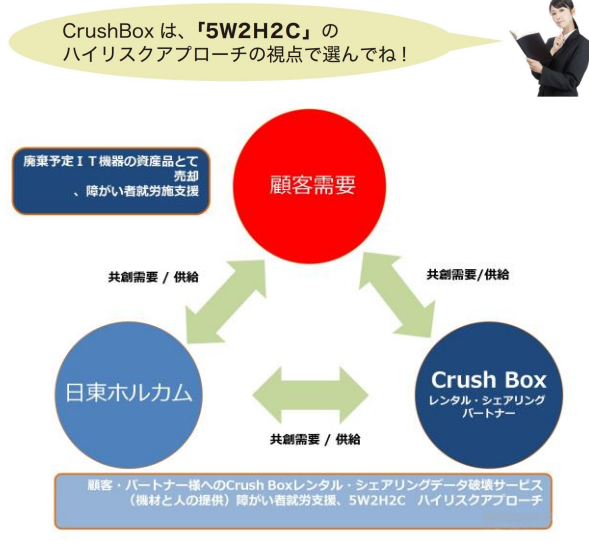 CrushBox は、「5W2H2C」の
ハイリスクアプローチの視点で選んでね！
廃棄予定ＩＴ機器の資産品とて
売却
、障がい者就労施支援
顧客需要
共創需要 / 供給
共創需要/供給
日東ホルカム
Crush Box
レンタル・シェアリング
パートナー
共創需要 / 供給
顧客・パートナー様へのCrush Boxレンタル・シェアリングデータ破壊サービス
（機材と人の提供）障がい者就労支援、5W2H2C　ハイリスクアプローチ